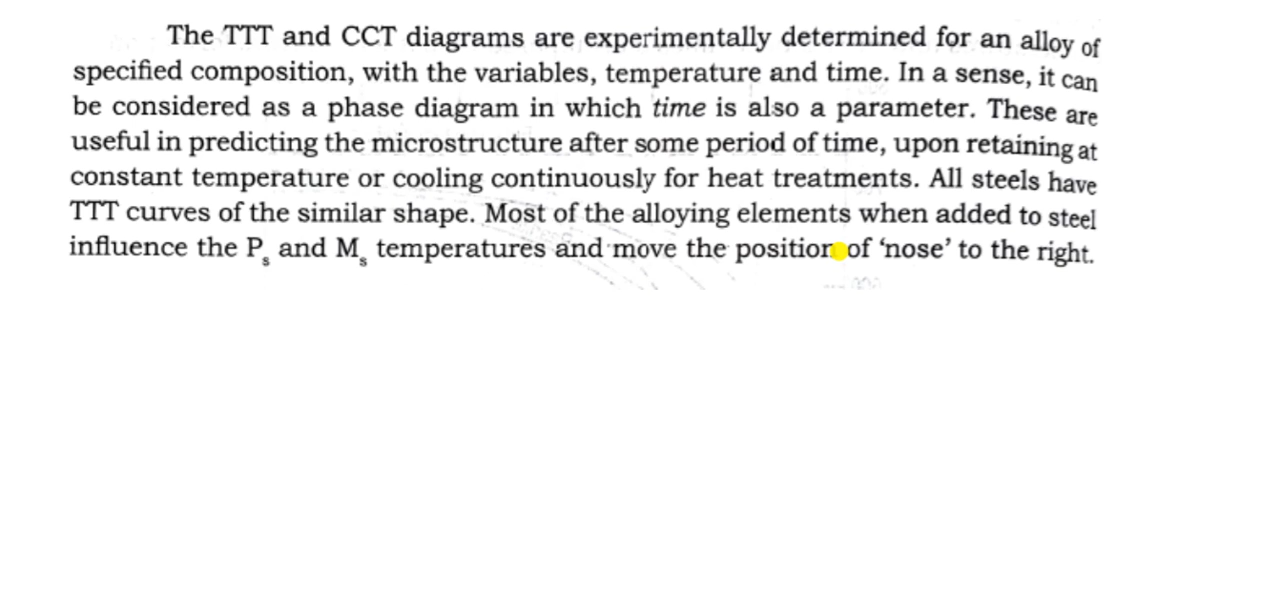 The TTT and CCT diagrams are experimentally determined for an alloy of
specified composition, with the variables, temperature and time. In a sense, it can
be considered as a phase diagram in which time is also a parameter. These are
useful in predicting the microstructure after some period of time, upon retaining at
constant temperature or cooling continuously for heat treatments. All steels have
TTT curves of the similar shape. Most of the alloying elements when added to steel
influence the Ps and Ms temperatures and move the position of ‘nose’ to the right.